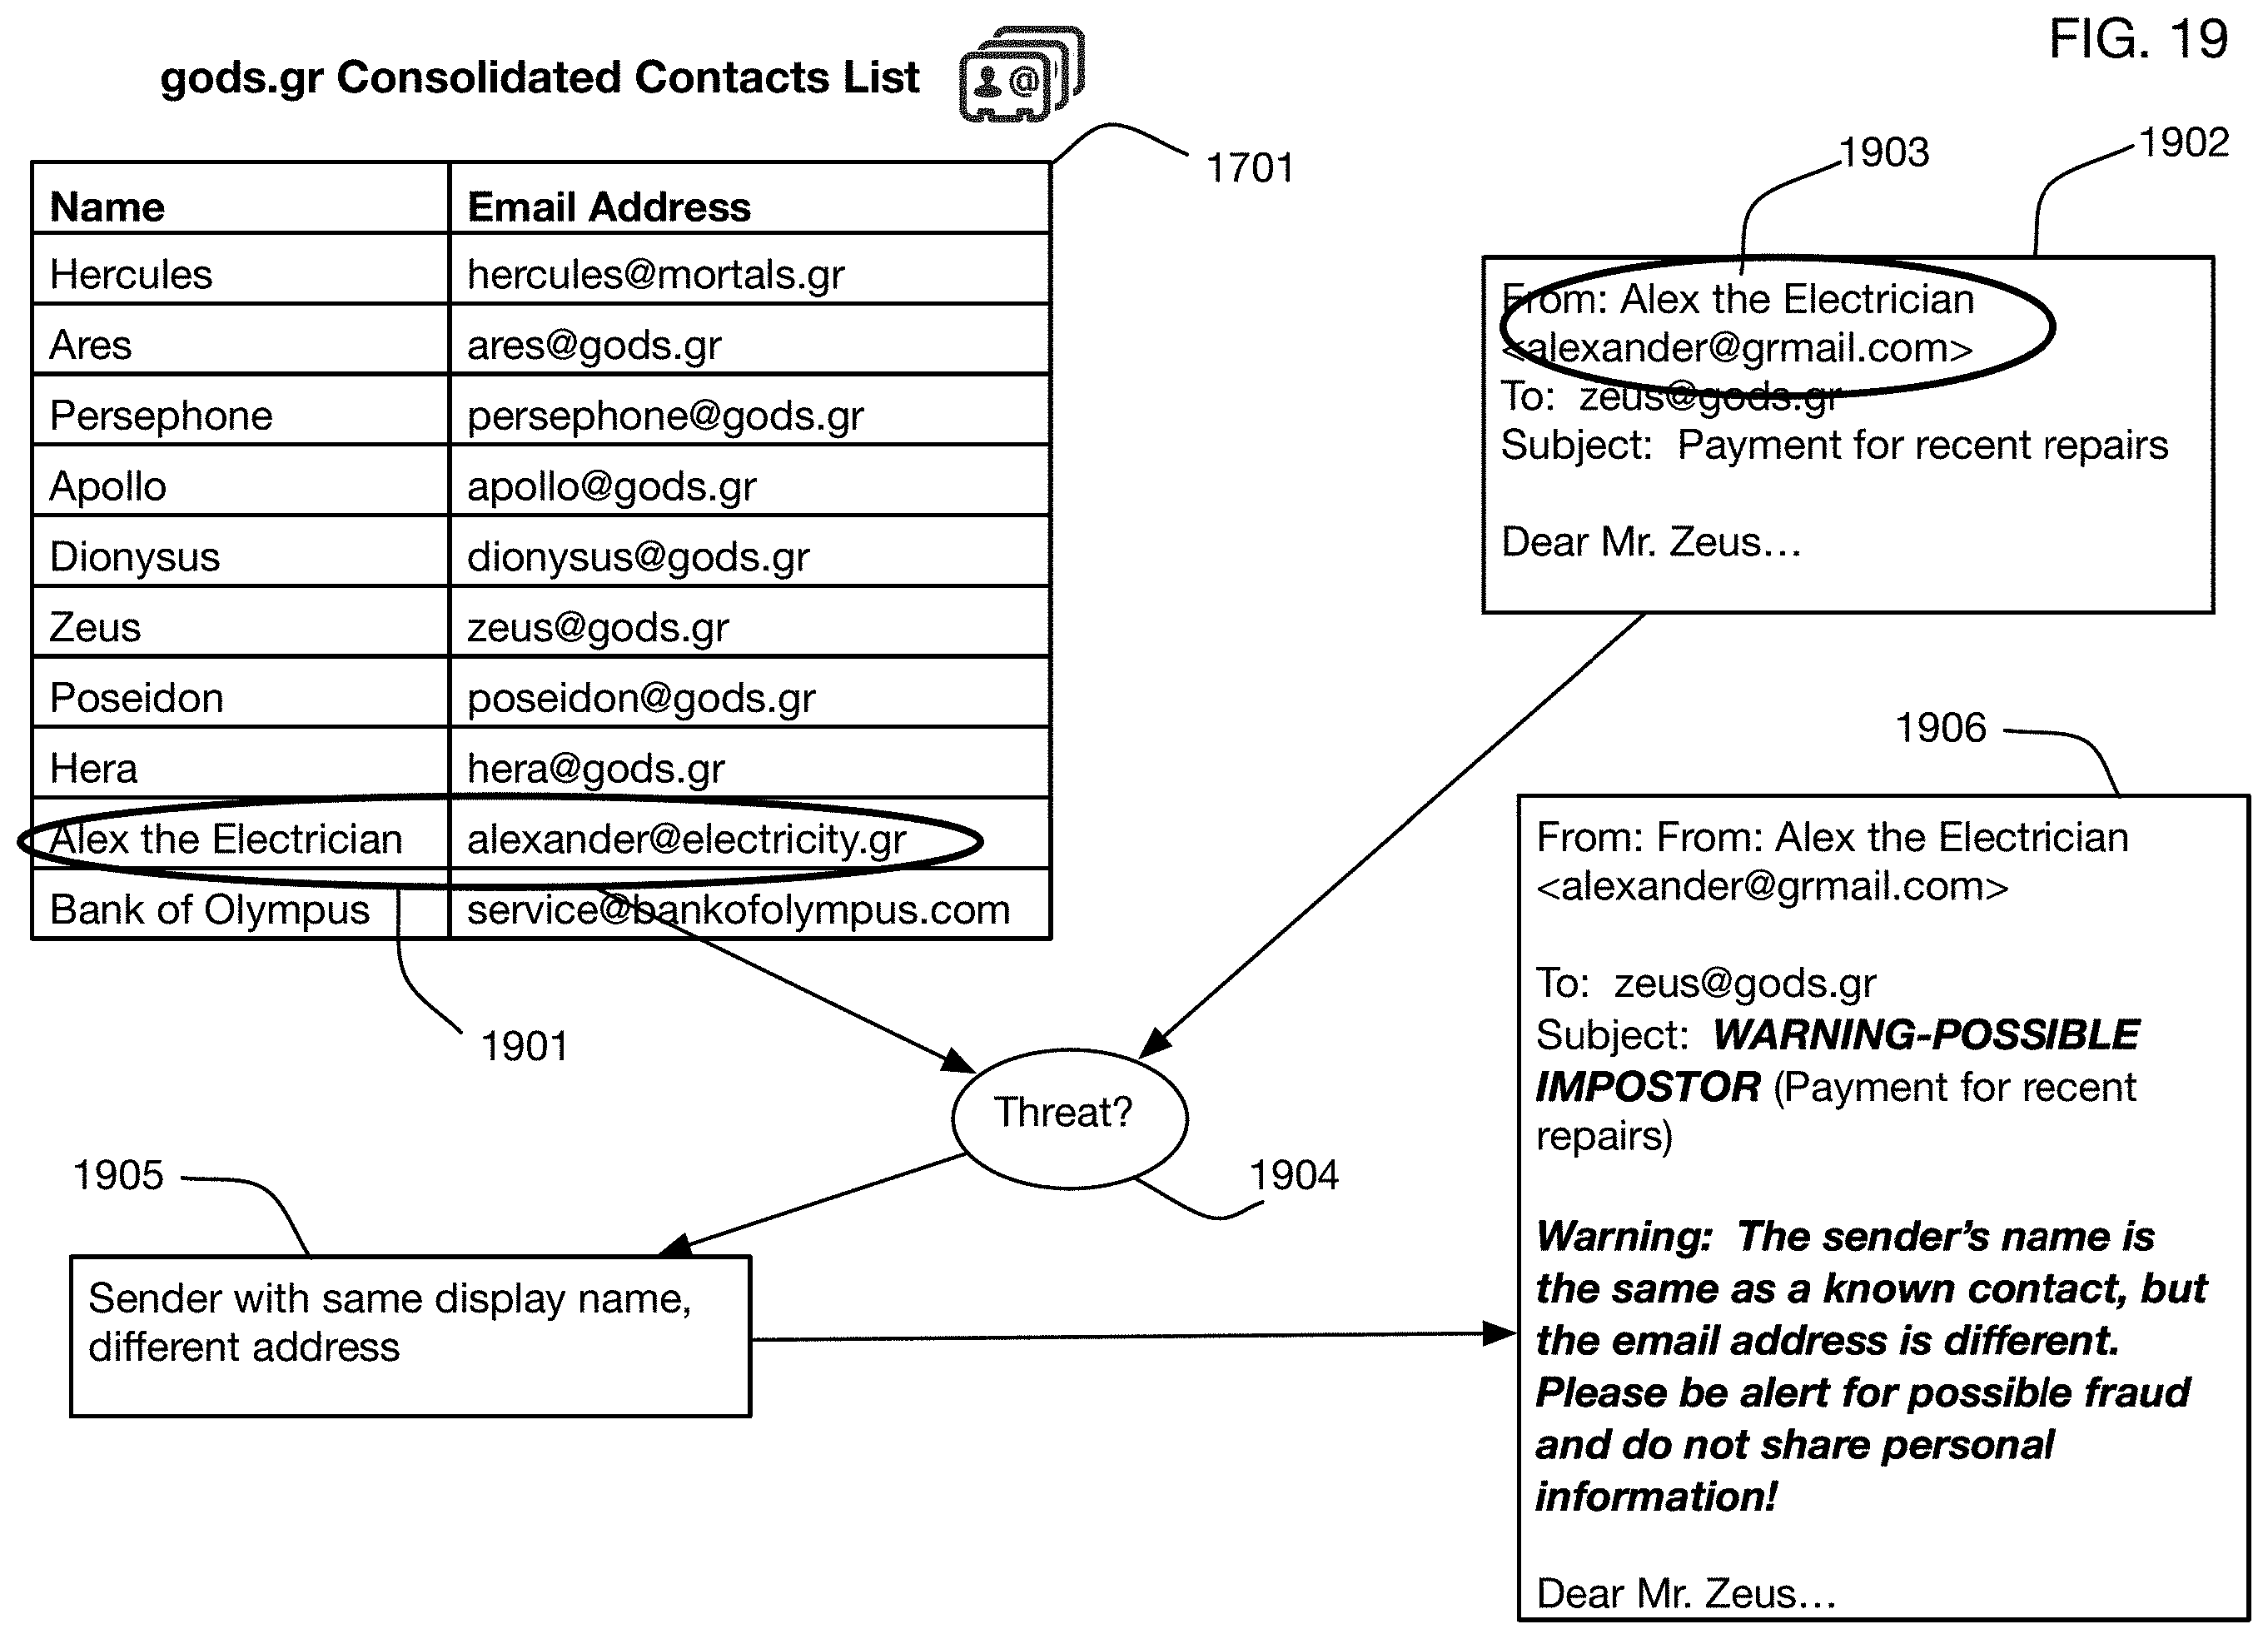 FIG. 19
gods.gr Consolidated Contacts List
@
1701
Name Email Address
Hercules hercules@mortals.gr
Ares ares@gods.gr
Persephone persephone@gods.gr
Apollo apollo@gods.gr
Dionysus dionysus@gods.gr
Zeus zeus@gods.gr
Poseidon poseidon@gods.gr
Hera hera@gods.gr
Alex the Electrician alexander@electricity.gr
Bank of Olympus service@bankofolympus.com
1901
1903
1902
From: Alex the Electrician
<alexander@grmail.com>
To: zeus@gods.gr
Subject: Payment for recent repairs
Dear Mr. Zeus...
Threat?
1904
1905
Sender with same display name,
different address
1906
From: From: Alex the Electrician
<alexander@grmail.com>
To: zeus@gods.gr
Subject: WARNING-POSSIBLE
IMPOSTOR (Payment for recent
repairs)
Warning: The sender's name is
the same as a known contact, but
the email address is different.
Please be alert for possible fraud
and do not share personal
information!
Dear Mr. Zeus...